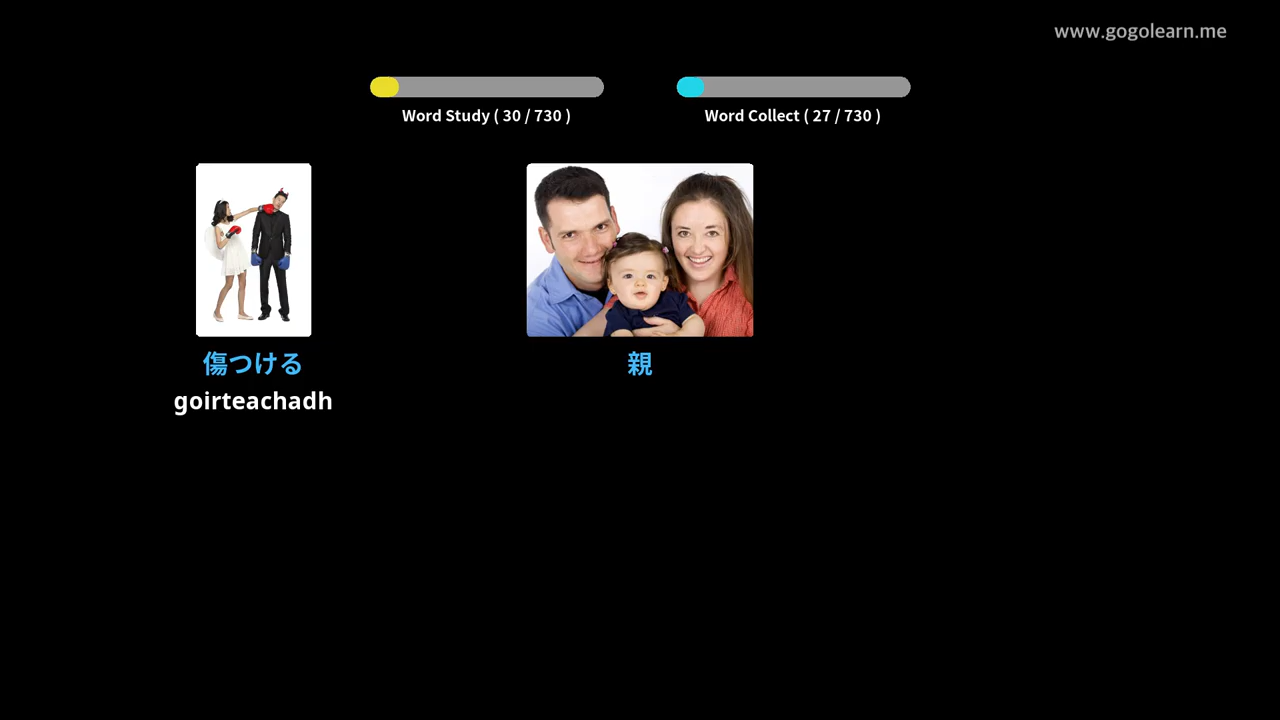 www.gogolearn.me
Word Study ( 30 / 730 )
Word Collect ( 27 / 730 )
傷つける
goirteachadh
親